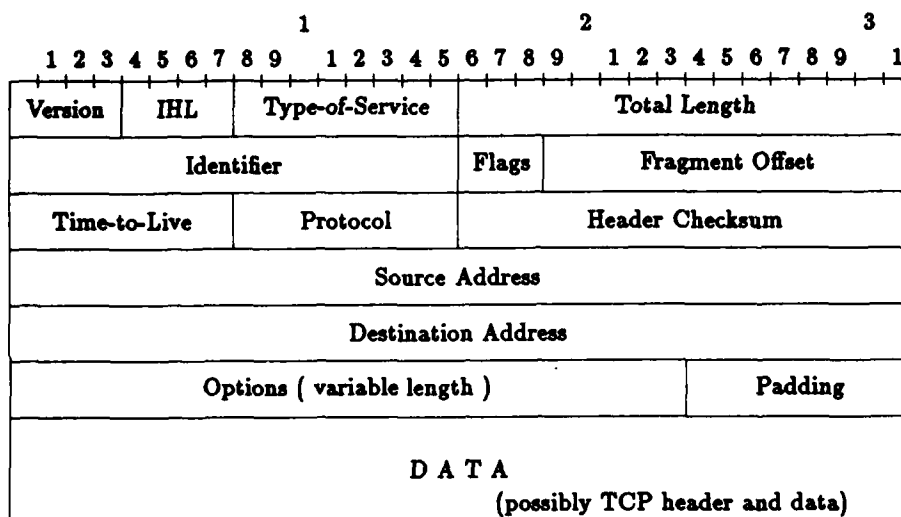 1 2 3
1 2 3 4 5 6 7 8 9 1 2 3 4 5 6 7 8 9 1 2 3 4 5 6 7 8 9 1
Version IHL Type-of-Service Total Length
Identifier Flags Fragment Offset
Time-to-Live Protocol Header Checksum
Source Address
Destination Address
Options ( variable length ) Padding
D A T A
(possibly TCP header and data)